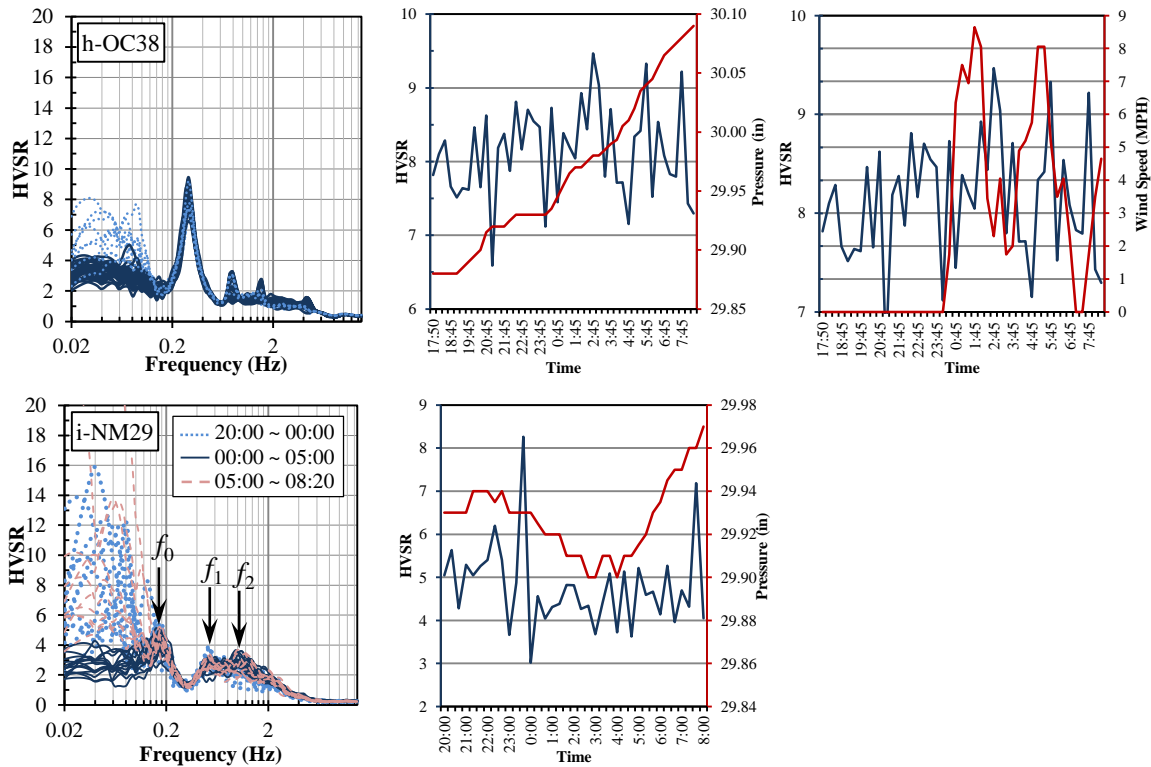 h-OC38
HVSR
20
18
16
14
12
10
8
6
4
2
0
0.02 0.2 2
Frequency (Hz)
HVSR
10
9
8
7
6
30.10
30.05
30.00
29.95
29.90
29.85
Pressure (in)
17:50 18:45 19:45 20:45 21:45 22:45 23:45 0:45 1:45 2:45 3:45 4:45 5:45 6:45 7:45
Time
HVSR
10
9
8
7
9
8
7
6
5
4
3
2
1
0
Wind Speed (MPH)
17:50 18:45 19:45 20:45 21:45 22:45 23:45 0:45 1:45 2:45 3:45 4:45 5:45 6:45 7:45
Time
i-NM29
20:00 ~ 00:00
00:00 ~ 05:00
05:00 ~ 08:20
f0
f1 f2
HVSR
20
18
16
14
12
10
8
6
4
2
0
0.02 0.2 2
Frequency (Hz)
HVSR
9
8
7
6
5
4
3
2
29.98
29.96
29.94
29.92
29.90
29.88
29.86
29.84
Pressure (in)
20:00 21:00 22:00 23:00 0:00 1:00 2:00 3:00 4:00 5:00 6:00 7:00 8:00
Time